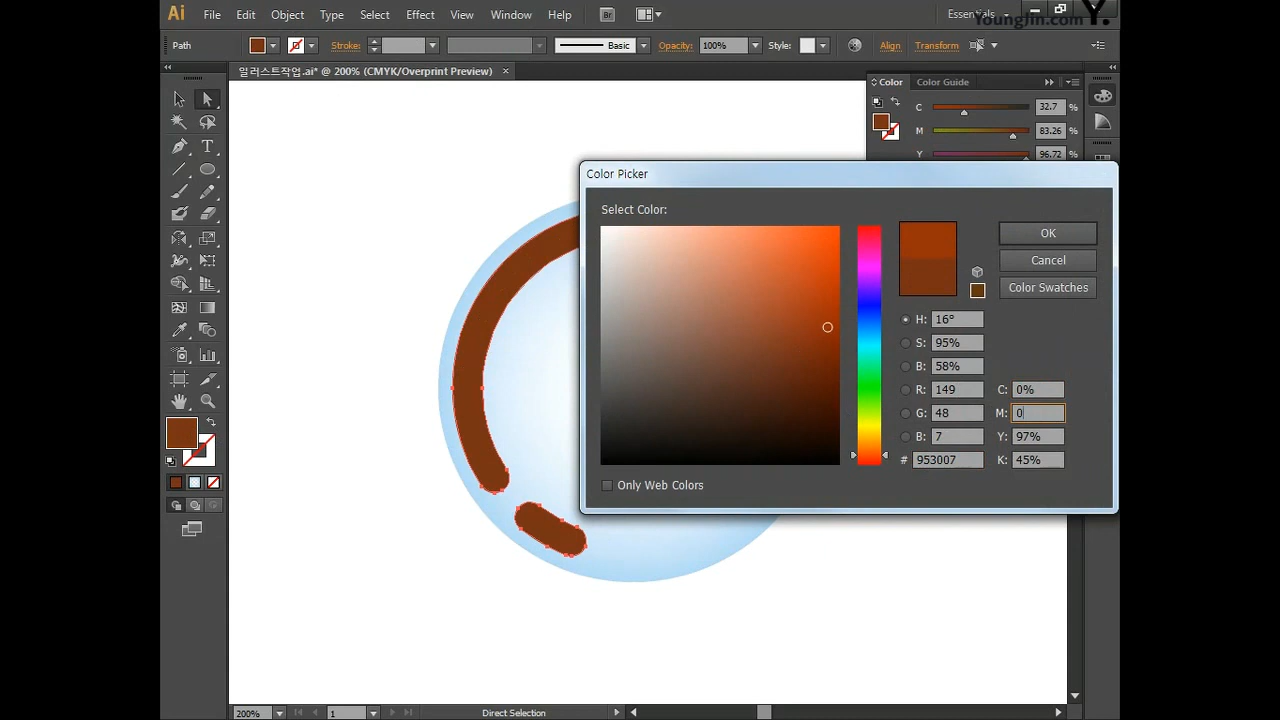 Ai File Edit Object Type Select Effect View Window Help Br Essentials
YoungJin.com Y.
Path Stroke: Basic Opacity: 100% Style: Align Transform
일러스트작업.ai* @ 200% (CMYK/Overprint Preview) ×
Color Color Guide
C 32.7 %
M 83.26 %
Y 96.72 %
Color Picker
Select Color:
OK
Cancel
Color Swatches
H: 16°
S: 95%
B: 58%
R: 149 C: 0%
G: 48 M: 0
B: 7 Y: 97%
# 953007 K: 45%
Only Web Colors
200% 1 Direct Selection